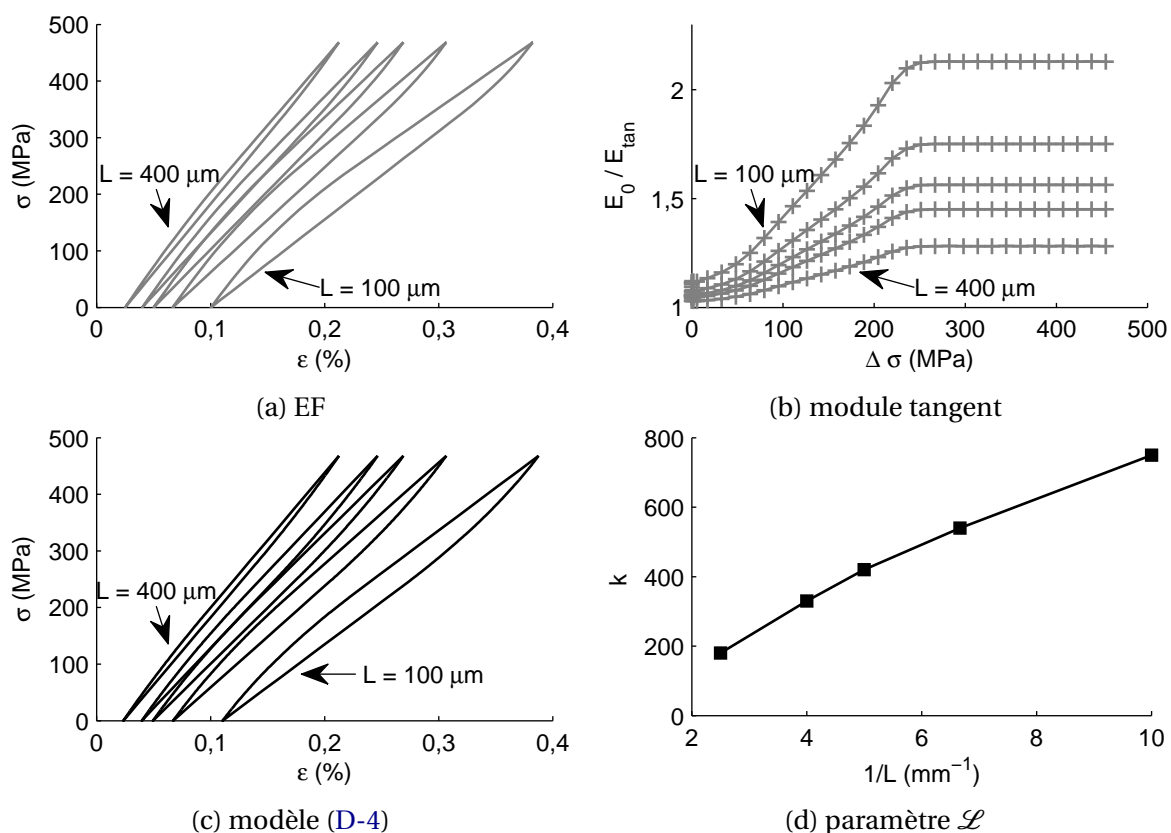 500
400
300
200
100
0
σ (MPa)
L = 400 μm
L = 100 μm
0 0,1 0,2 0,3 0,4
ε (%)
(a) EF
2
1,5
1
E0 / Etan
L = 100 μm
L = 400 μm
0 100 200 300 400 500
Δ σ (MPa)
(b) module tangent
500
400
300
200
100
0
σ (MPa)
L = 400 μm
L = 100 μm
0 0,1 0,2 0,3 0,4
ε (%)
(c) modèle (D-4)
800
600
400
200
0
k
2 4 6 8 10
1/L (mm⁻¹)
(d) paramètre ℒ